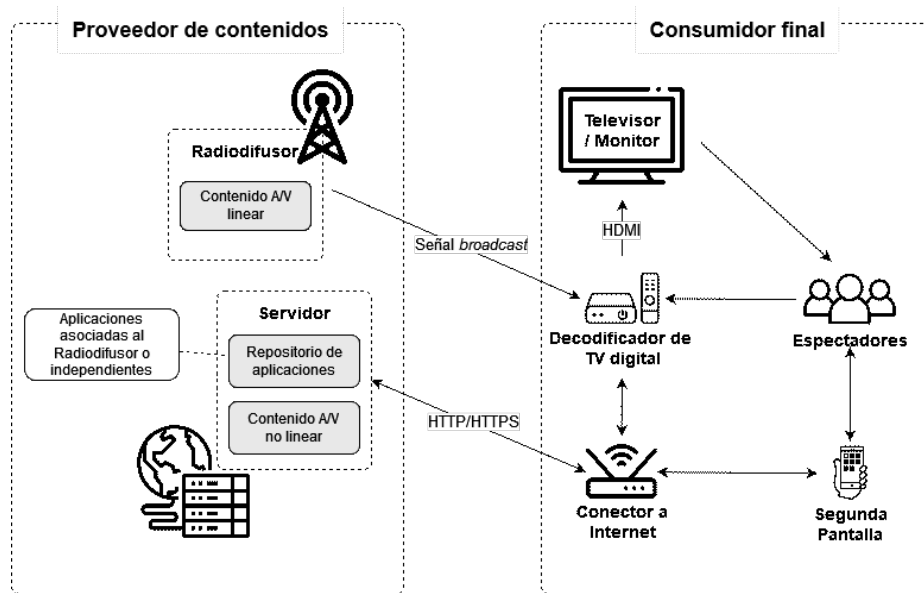 Proveedor de contenidos
Radiodifusor
Contenido A/V
linear
Señal broadcast
Servidor
Aplicaciones
asociadas al
Radiodifusor o
independientes
Repositorio de
aplicaciones
Contenido A/V
no linear
HTTP/HTTPS
Consumidor final
Televisor
/ Monitor
HDMI
Decodificador de
TV digital
Espectadores
Conector a
Internet
Segunda
Pantalla